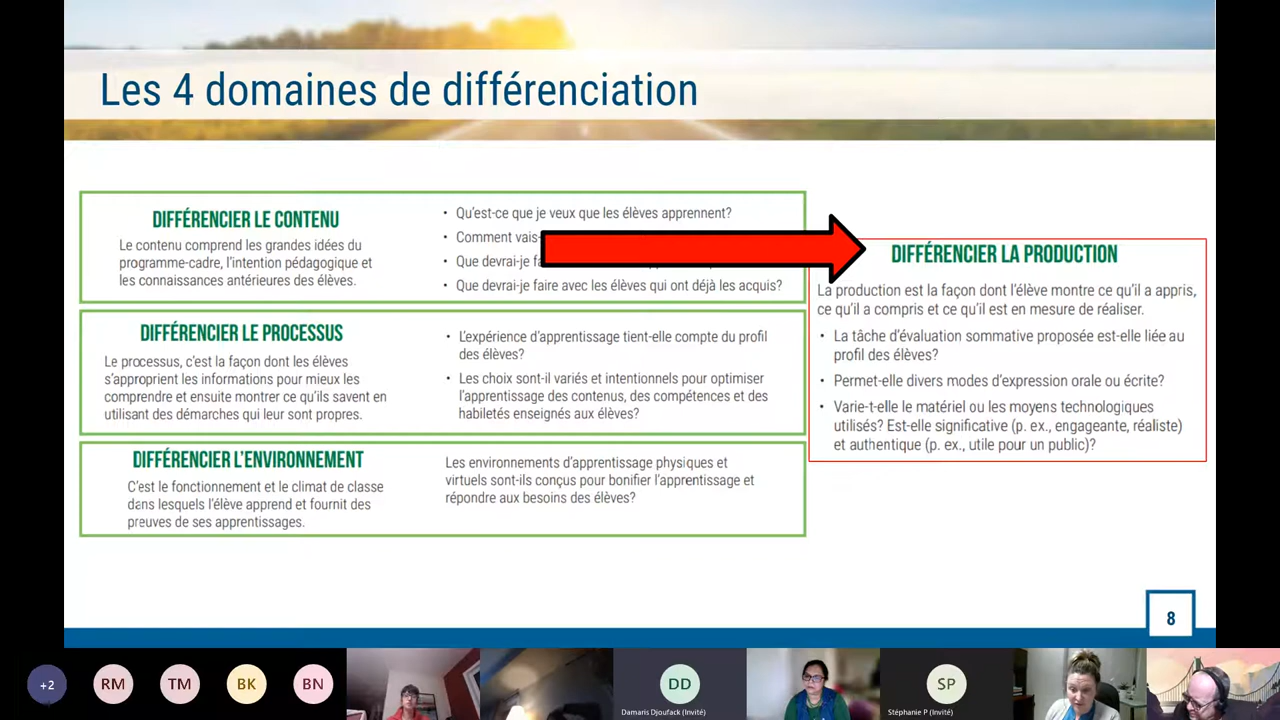 Les 4 domaines de différenciation
DIFFÉRENCIER LE CONTENU
Le contenu comprend les grandes idées du
programme-cadre, l'intention pédagogique et
les connaissances antérieures des élèves.
• Qu'est-ce que je veux que les élèves apprennent?
• Comment vais-
• Que devrai-je fa
• Que devrai-je faire avec les élèves qui ont déjà les acquis?
DIFFÉRENCIER LE PROCESSUS
Le processus, c'est la façon dont les élèves
s'approprient les informations pour mieux les
comprendre et ensuite montrer ce qu'ils savent en
utilisant des démarches qui leur sont propres.
• L'expérience d'apprentissage tient-elle compte du profil
des élèves?
• Les choix sont-il variés et intentionnels pour optimiser
l'apprentissage des contenus, des compétences et des
habiletés enseignés aux élèves?
DIFFÉRENCIER L'ENVIRONNEMENT
C'est le fonctionnement et le climat de classe
dans lesquels l'élève apprend et fournit des
preuves de ses apprentissages.
Les environnements d'apprentissage physiques et
virtuels sont-ils conçus pour bonifier l'apprentissage et
répondre aux besoins des élèves?
DIFFÉRENCIER LA PRODUCTION
La production est la façon dont l'élève montre ce qu'il a appris,
ce qu'il a compris et ce qu'il est en mesure de réaliser.
• La tâche d'évaluation sommative proposée est-elle liée au
profil des élèves?
• Permet-elle divers modes d'expression orale ou écrite?
• Varie-t-elle le matériel ou les moyens technologiques
utilisés? Est-elle significative (p. ex., engageante, réaliste)
et authentique (p. ex., utile pour un public)?
8
+2
RM
TM
BK
BN
DD
Damaris Djoufack (Invité)
SP
Stéphanie P (Invité)